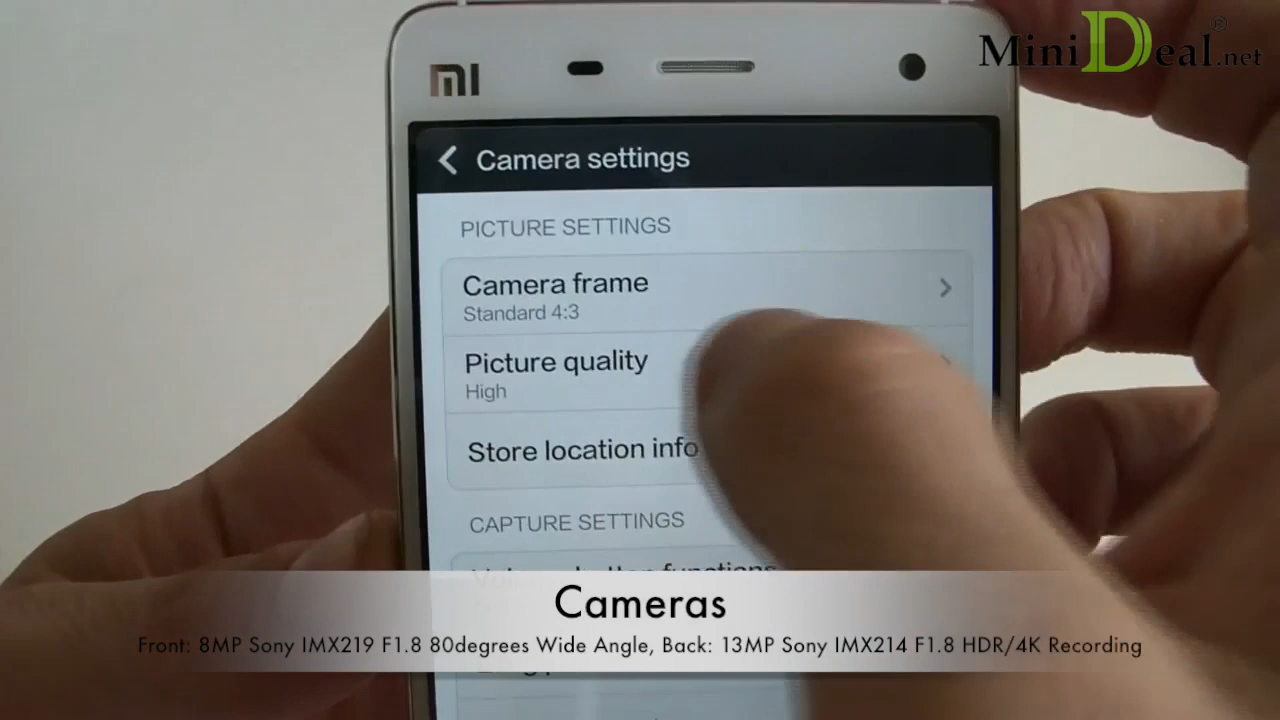 MiniDeal.net
®
mi
Camera settings
PICTURE SETTINGS
Camera frame
Standard 4:3
Picture quality
High
Store location info
CAPTURE SETTINGS
button functions
Cameras
Front: 8MP Sony IMX219 F1.8 80degrees Wide Angle, Back: 13MP Sony IMX214 F1.8 HDR/4K Recording